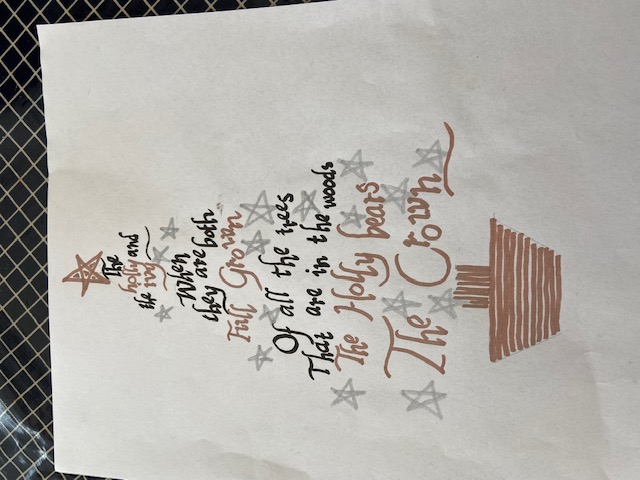 The
holly and
the ivy
When
they are both
Full Grown
Of all the trees
That are in the woods
The Holly bears
The Crown